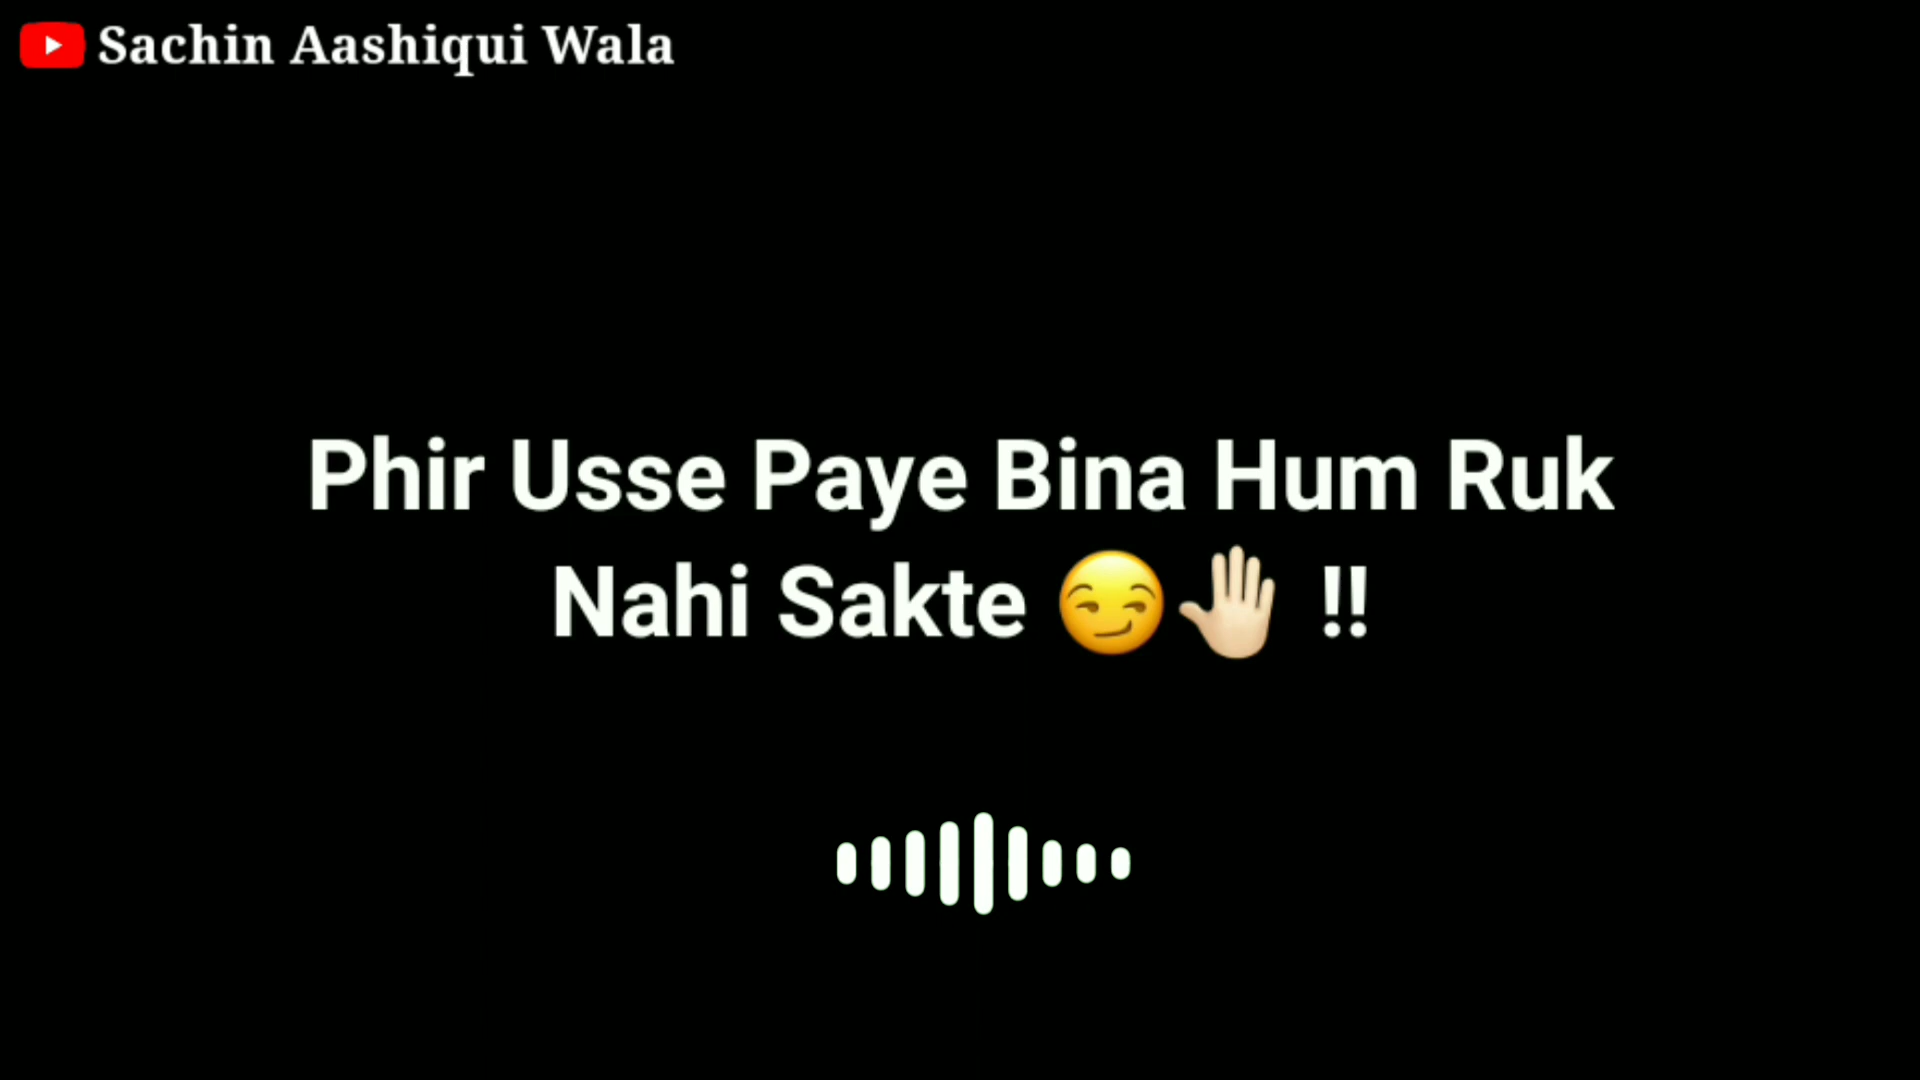 Sachin Aashiqui Wala
Phir Usse Paye Bina Hum Ruk
Nahi Sakte 😏🤚🏻 !!